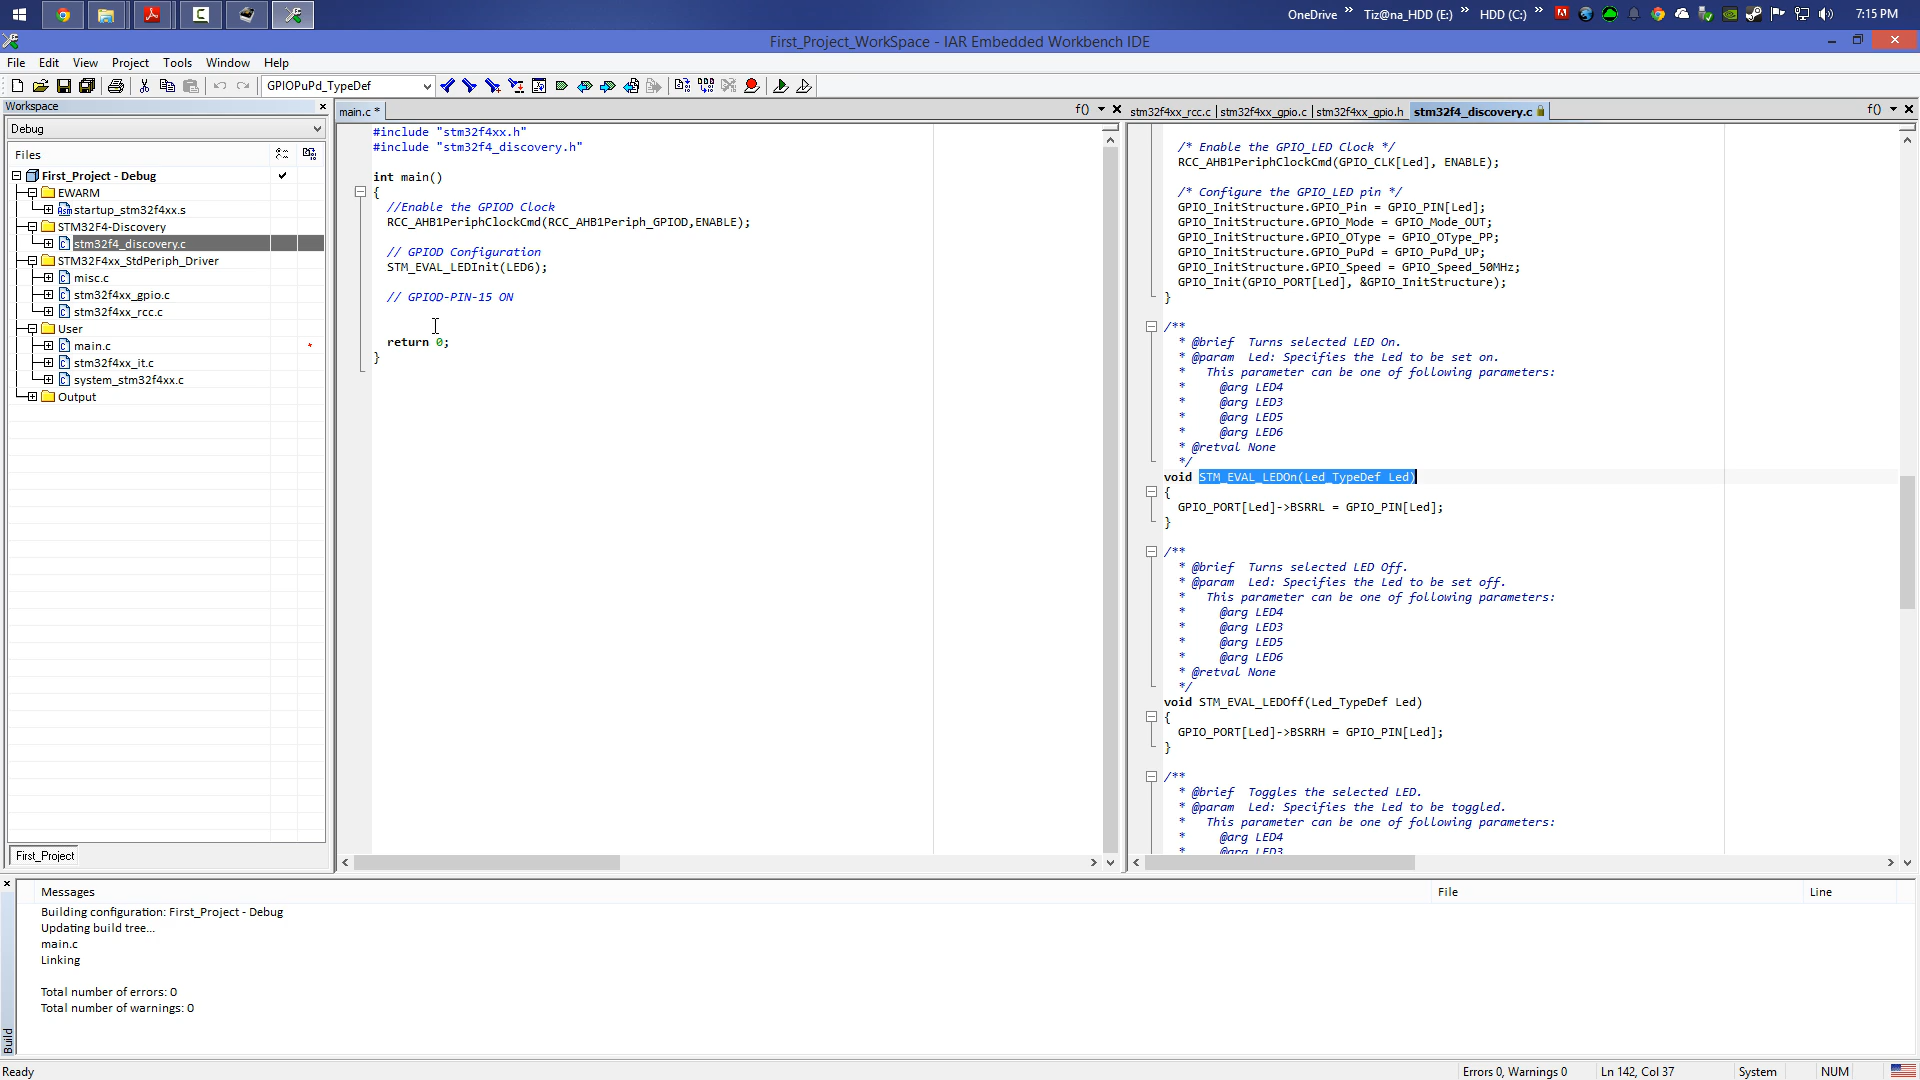 OneDrive » Tiz@na_HDD (E:) » HDD (C:) » 7:15 PM
First_Project_WorkSpace - IAR Embedded Workbench IDE
File Edit View Project Tools Window Help
GPIOPuPd_TypeDef
Workspace
Debug
Files
First_Project - Debug
EWARM
startup_stm32f4xx.s
STM32F4-Discovery
stm32f4_discovery.c
STM32F4xx_StdPeriph_Driver
misc.c
stm32f4xx_gpio.c
stm32f4xx_rcc.c
User
main.c
stm32f4xx_it.c
system_stm32f4xx.c
Output
First_Project
main.c * f()
#include "stm32f4xx.h"
#include "stm32f4_discovery.h"
int main()
{
//Enable the GPIOD Clock
RCC_AHB1PeriphClockCmd(RCC_AHB1Periph_GPIOD,ENABLE);
// GPIOD Configuration
STM_EVAL_LEDInit(LED6);
// GPIOD-PIN-15 ON
return 0;
}
stm32f4xx_rcc.c | stm32f4xx_gpio.c | stm32f4xx_gpio.h stm32f4_discovery.c f()
/* Enable the GPIO_LED Clock */
RCC_AHB1PeriphClockCmd(GPIO_CLK[Led], ENABLE);
/* Configure the GPIO_LED pin */
GPIO_InitStructure.GPIO_Pin = GPIO_PIN[Led];
GPIO_InitStructure.GPIO_Mode = GPIO_Mode_OUT;
GPIO_InitStructure.GPIO_OType = GPIO_OType_PP;
GPIO_InitStructure.GPIO_PuPd = GPIO_PuPd_UP;
GPIO_InitStructure.GPIO_Speed = GPIO_Speed_50MHz;
GPIO_Init(GPIO_PORT[Led], &GPIO_InitStructure);
}
/**
* @brief Turns selected LED On.
* @param Led: Specifies the Led to be set on.
* This parameter can be one of following parameters:
* @arg LED4
* @arg LED3
* @arg LED5
* @arg LED6
* @retval None
*/
void STM_EVAL_LEDOn(Led_TypeDef Led)
{
GPIO_PORT[Led]->BSRRL = GPIO_PIN[Led];
}
/**
* @brief Turns selected LED Off.
* @param Led: Specifies the Led to be set off.
* This parameter can be one of following parameters:
* @arg LED4
* @arg LED3
* @arg LED5
* @arg LED6
* @retval None
*/
void STM_EVAL_LEDOff(Led_TypeDef Led)
{
GPIO_PORT[Led]->BSRRH = GPIO_PIN[Led];
}
/**
* @brief Toggles the selected LED.
* @param Led: Specifies the Led to be toggled.
* This parameter can be one of following parameters:
* @arg LED4
* @arg LED3
Messages File Line
Building configuration: First_Project - Debug
Updating build tree...
main.c
Linking
Total number of errors: 0
Total number of warnings: 0
Build
Ready Errors 0, Warnings 0 Ln 142, Col 37 System NUM